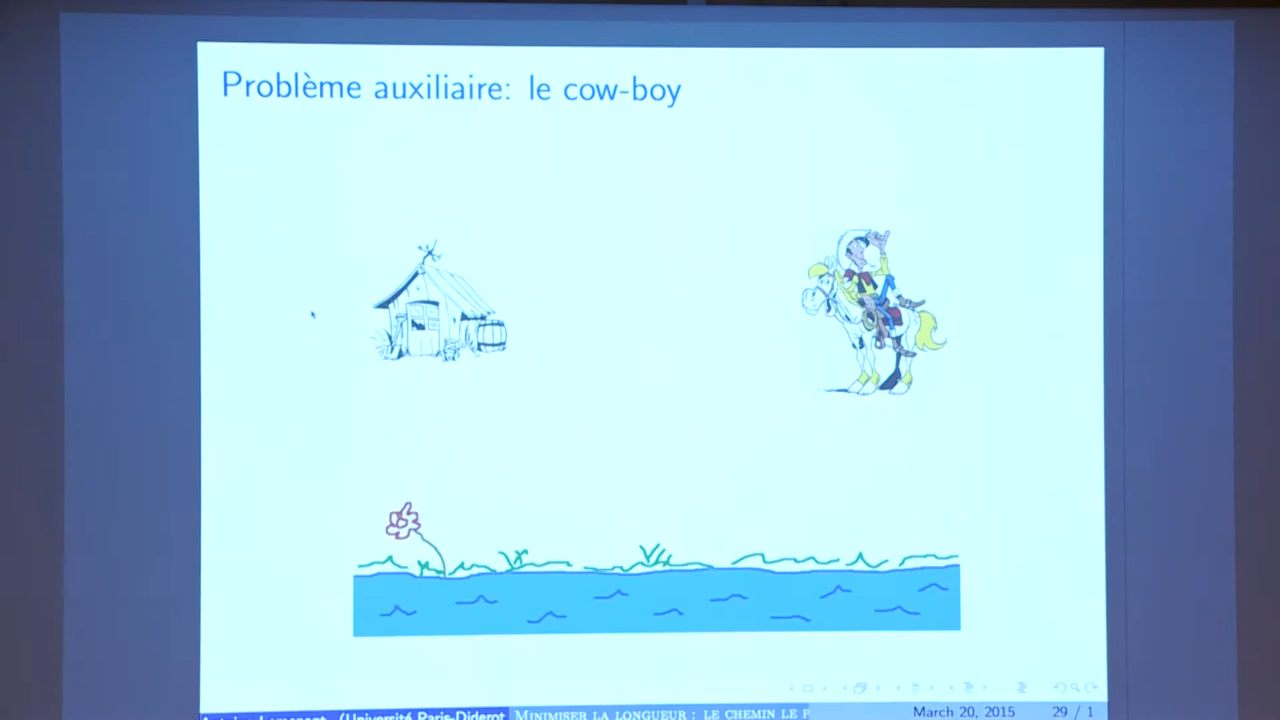 Problème auxiliaire: le cow-boy
(Université Paris-Diderot MINIMISER LA LONGUEUR : LE CHEMIN LE March 20, 2015 29 / 1